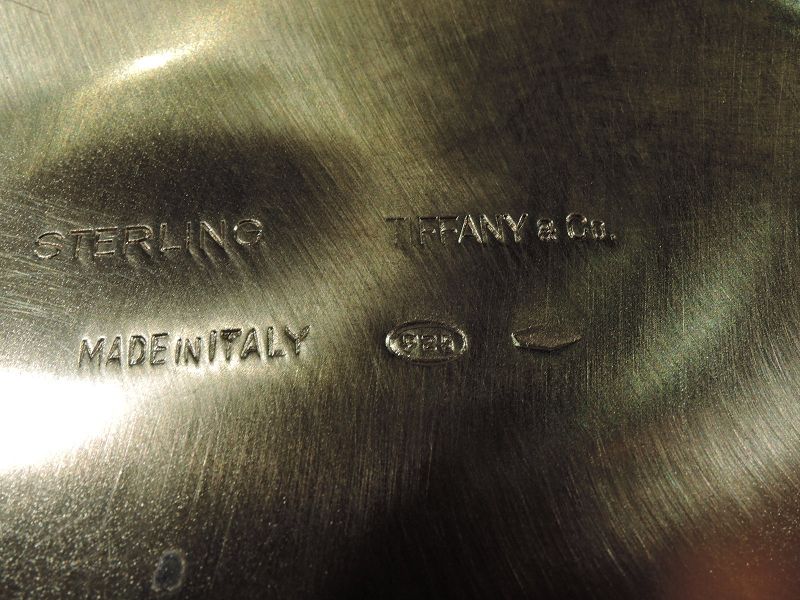 STERLING TIFFANY & Co.
MADE IN ITALY 925